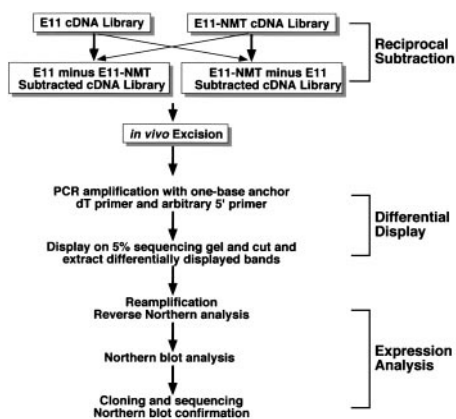 E11 cDNA Library
E11-NMT cDNA Library
E11 minus E11-NMT
Subtracted cDNA Library
E11-NMT minus E11
Subtracted cDNA Library
Reciprocal
Subtraction
in vivo Excision
PCR amplification with one-base anchor
dT primer and arbitrary 5' primer
Display on 5% sequencing gel and cut and
extract differentially displayed bands
Differential
Display
Reamplification
Reverse Northern analysis
Northern blot analysis
Cloning and sequencing
Northern blot confirmation
Expression
Analysis